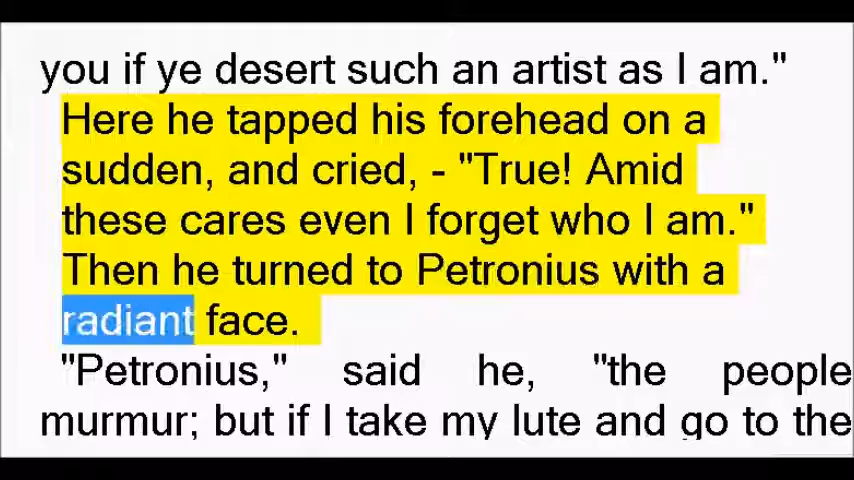 you if ye desert such an artist as I am."
Here he tapped his forehead on a
sudden, and cried, - "True! Amid
these cares even I forget who I am."
Then he turned to Petronius with a
radiant face.
"Petronius," said he, "the people
murmur; but if I take my lute and go to the